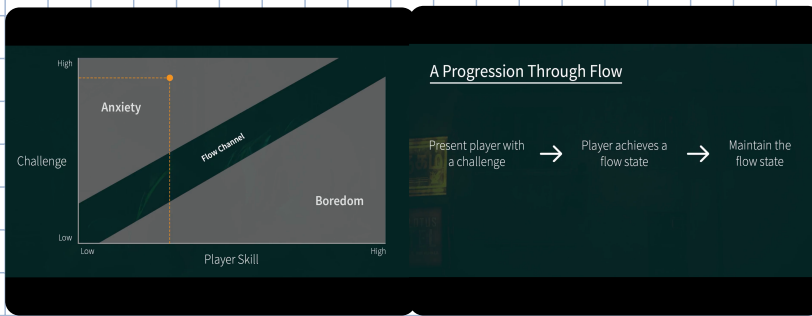 High
Anxiety
Flow Channel
Challenge
Boredom
Low
Low
High
Player Skill
A Progression Through Flow
Present player with
a challenge
Player achieves a
flow state
Maintain the
flow state